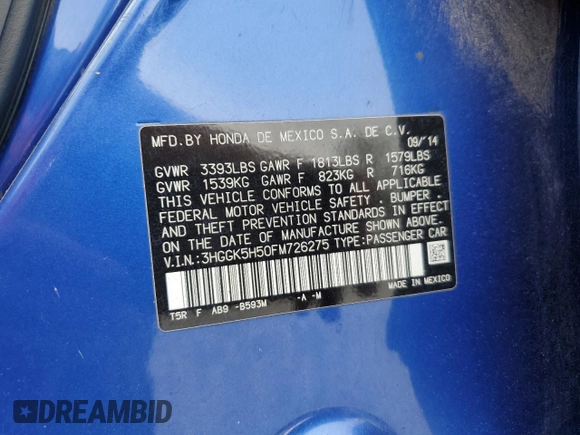 MFD.BY HONDA DE MEXICO S.A. DE C.V.
09/'14
GVWR 3393LBS GAWR F 1813LBS R 1579LBS
GVWR 1539KG GAWR F 823KG R 716KG
THIS VEHICLE CONFORMS TO ALL APPLICABLE
FEDERAL MOTOR VEHICLE SAFETY . BUMPER .
AND THEFT PREVENTION STANDARDS IN EFFECT
ON THE DATE OF MANUFACTURE SHOWN ABOVE.
V.I.N.:3HGGK5H50FM726275 TYPE:PASSENGER CAR
T5R F AB9 -B593M -A -M
MADE IN MEXICO
DREAMBID